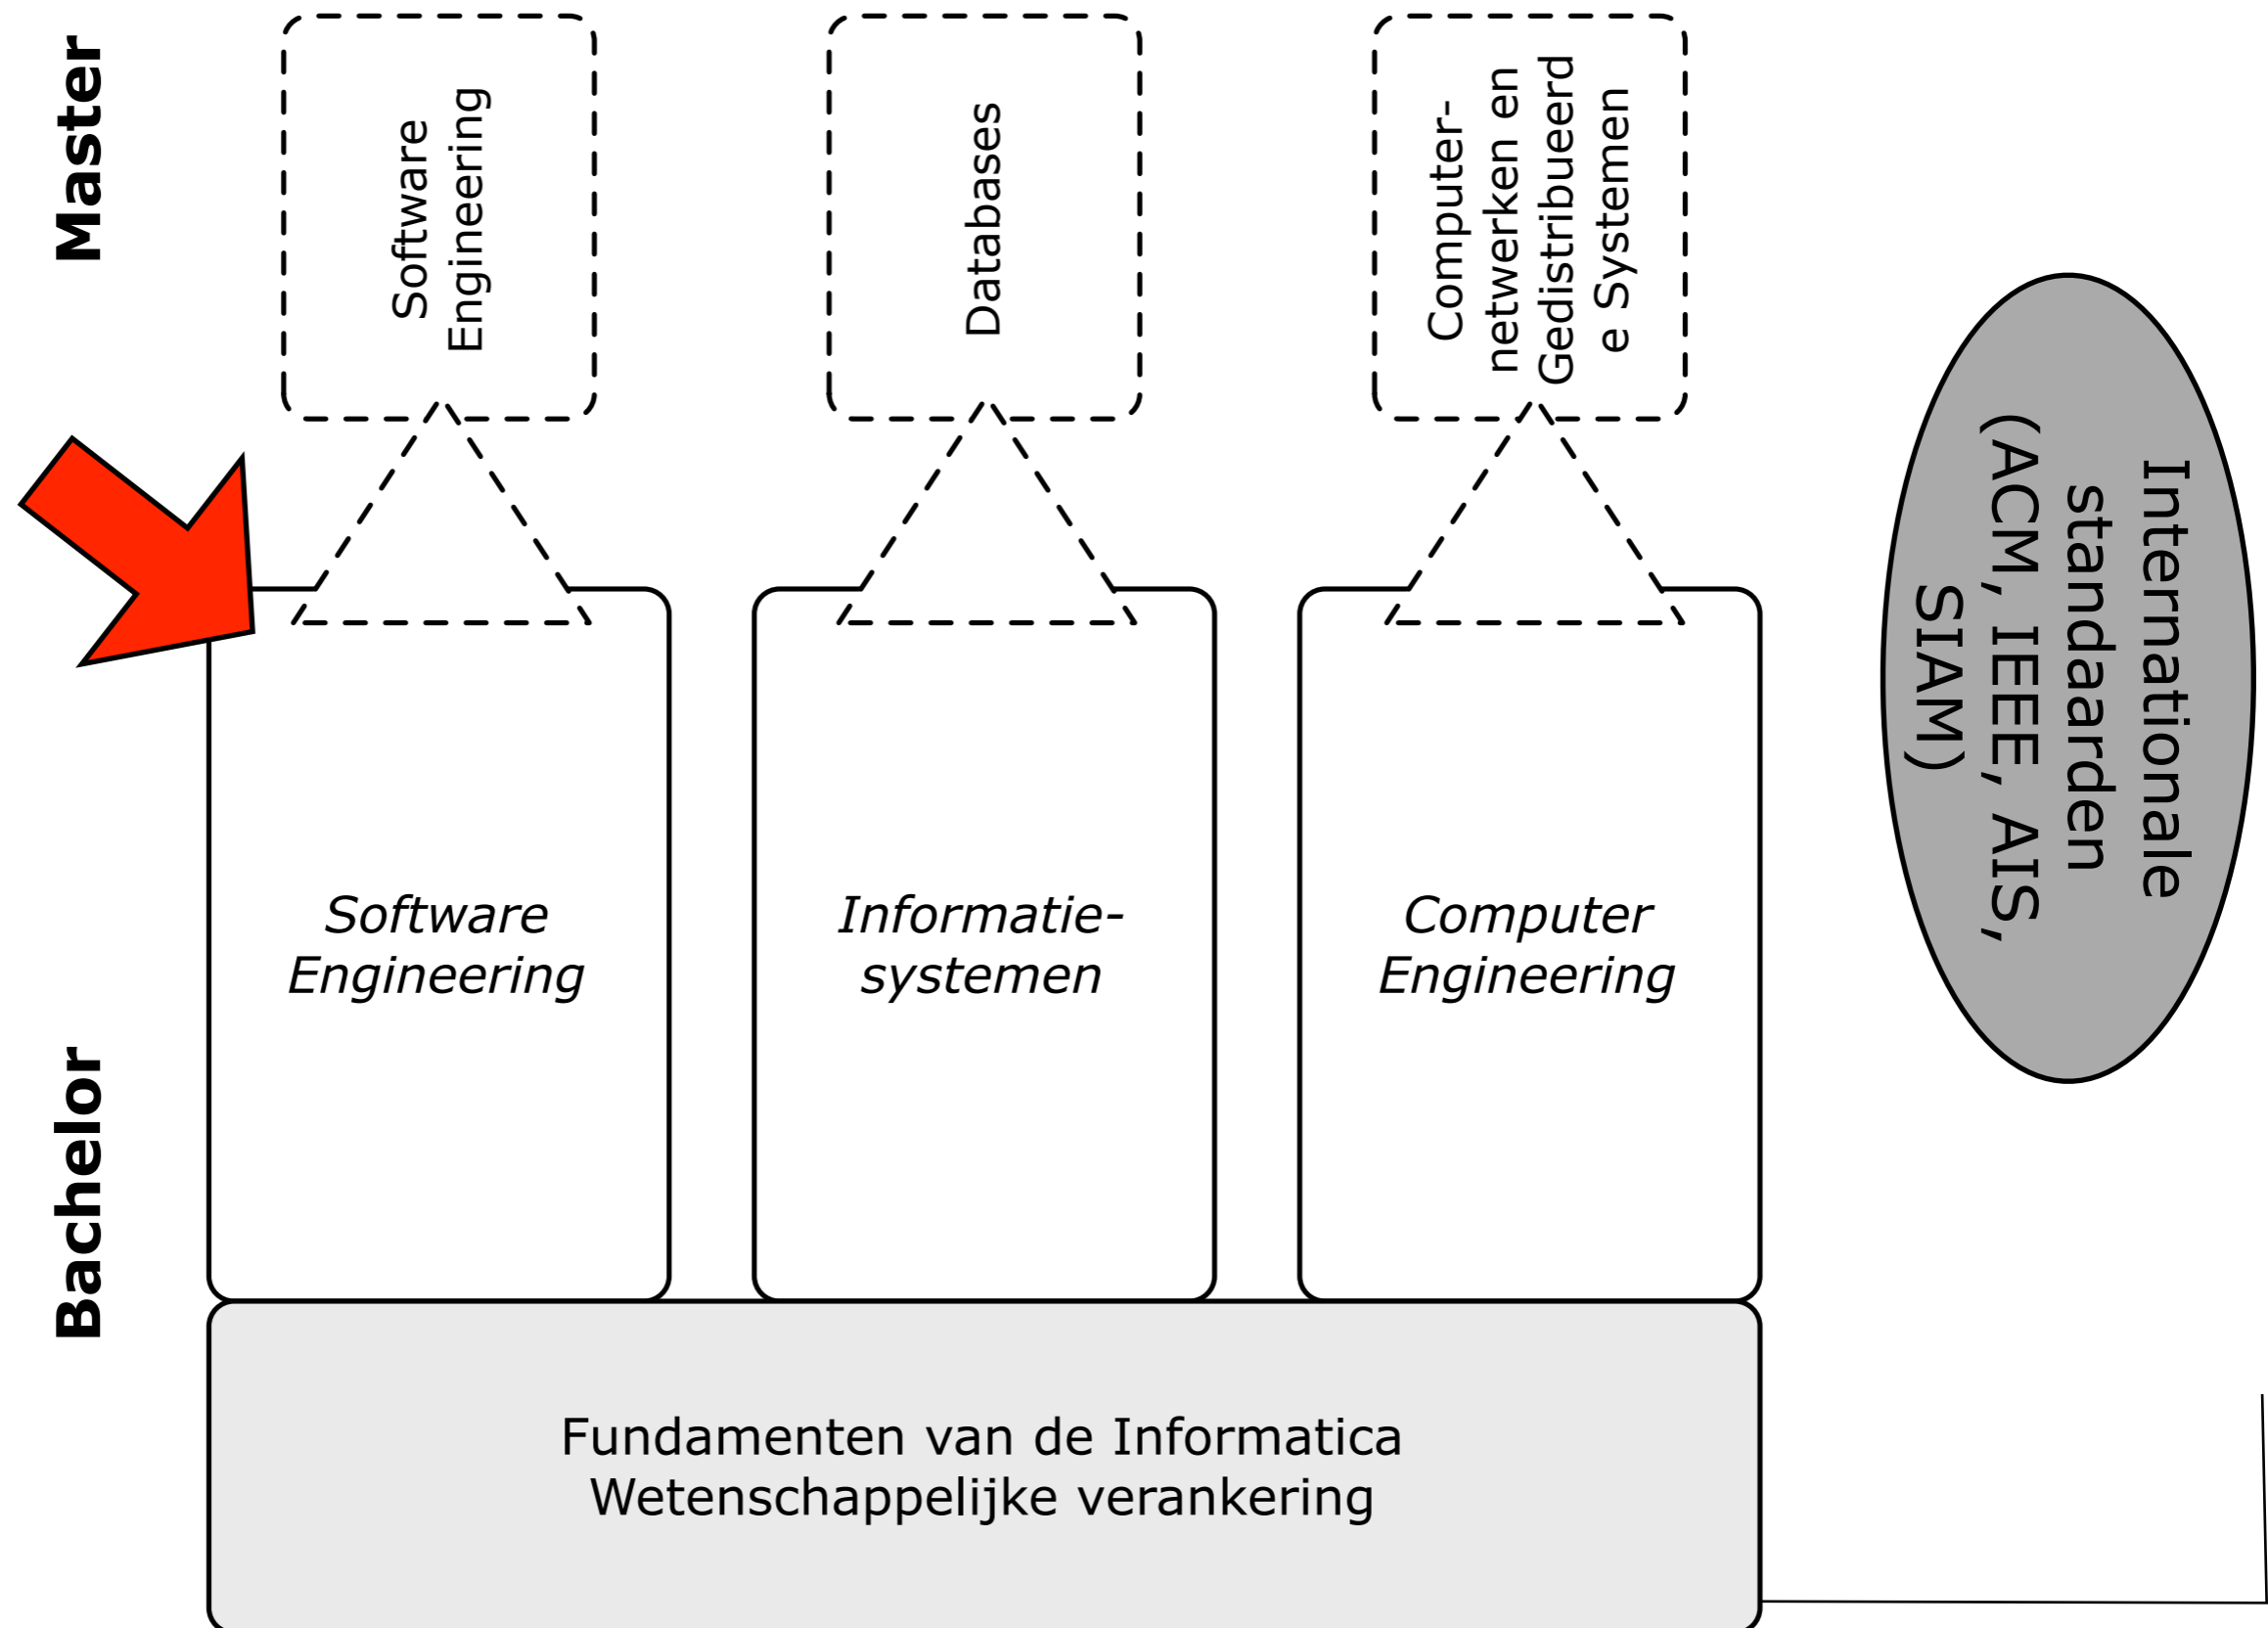 Master
Software
Engineering
Databases
Computer-
netwerken en
Gedistribueerd
e Systemen
Internationale
standaarden
(ACM, IEEE, AIS,
SIAM)
Bachelor
Software
Engineering
Informatie-
systemen
Computer
Engineering
Fundamenten van de Informatica
Wetenschappelijke verankering